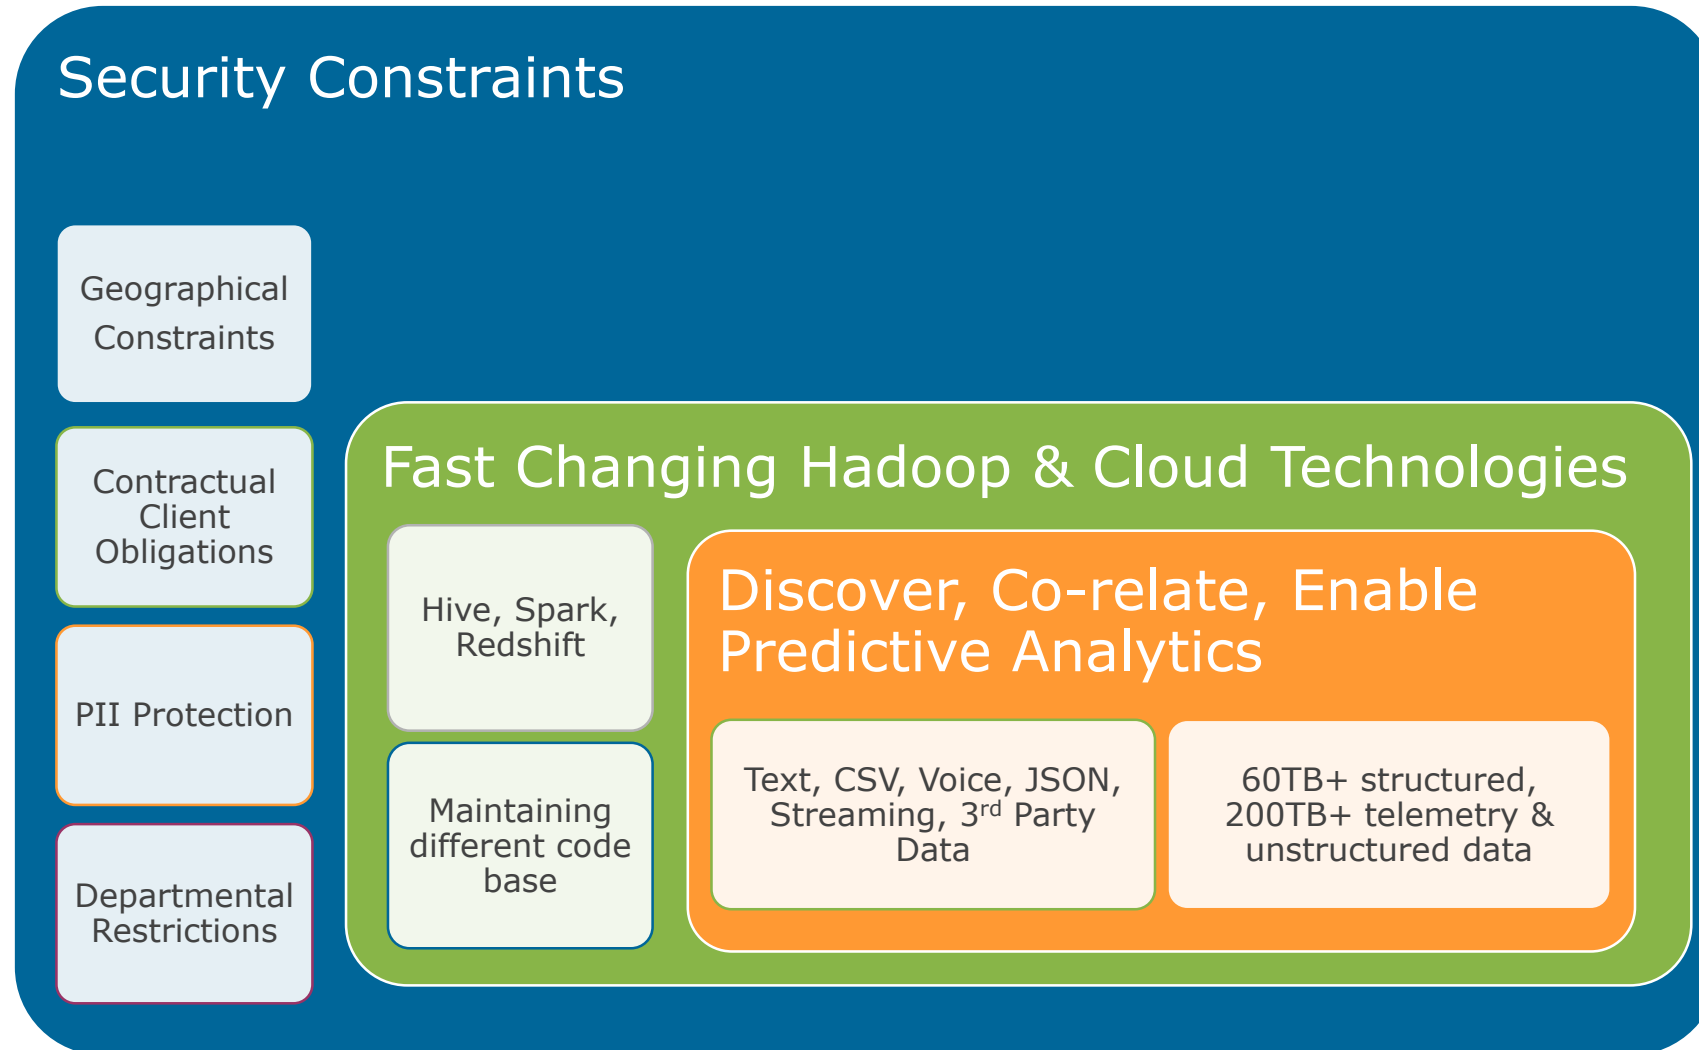 Security Constraints
Geographical
Constraints
Contractual
Client
Obligations
PII Protection
Departmental
Restrictions
Fast Changing Hadoop & Cloud Technologies
Hive, Spark,
Redshift
Maintaining
different code
base
Discover, Co-relate, Enable
Predictive Analytics
Text, CSV, Voice, JSON,
Streaming, 3rd Party
Data
60TB+ structured,
200TB+ telemetry &
unstructured data